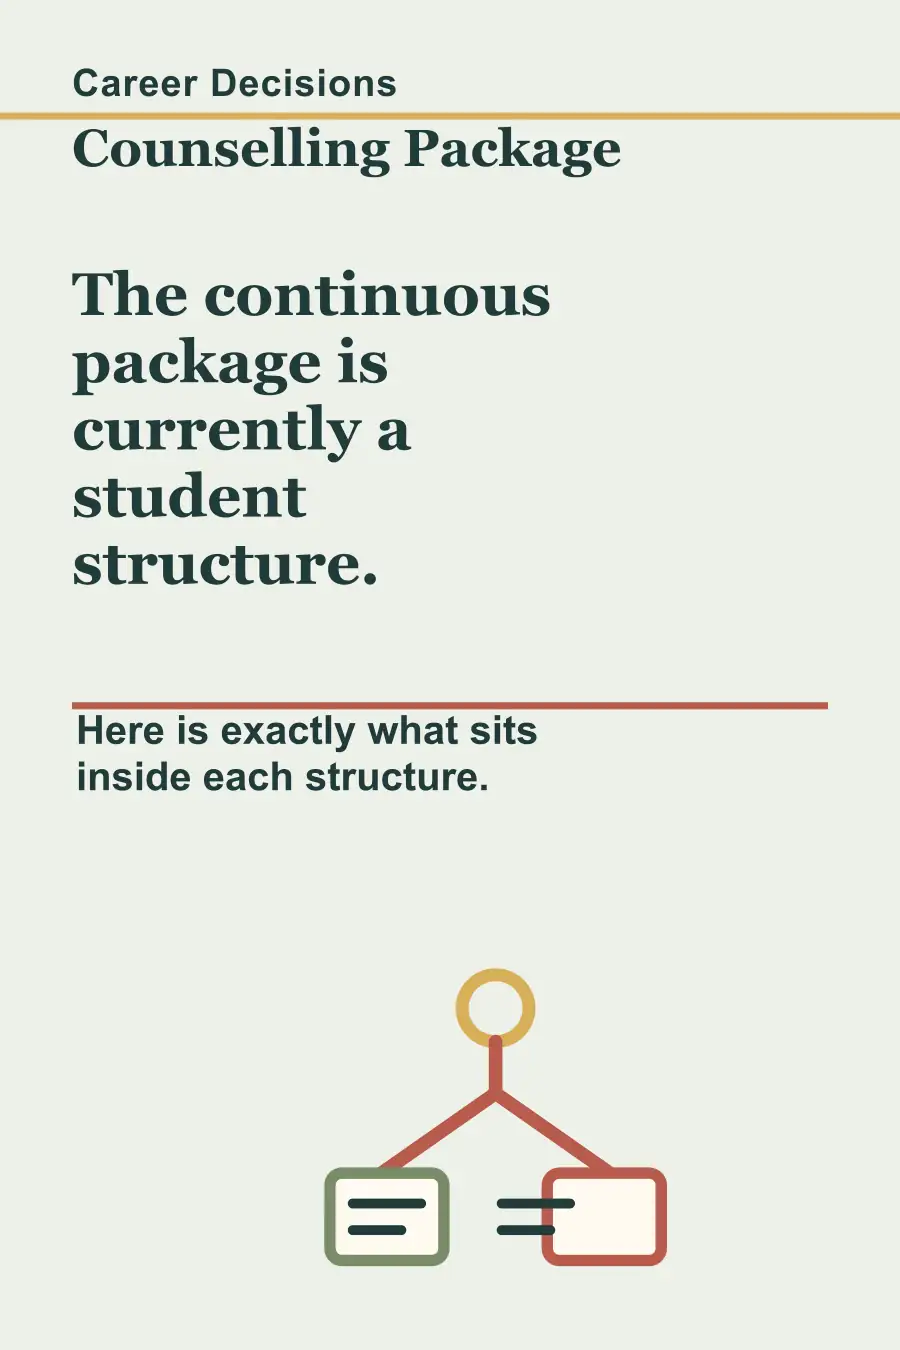 Career Decisions
Counselling Package
The continuous
package is
currently a
student
structure.
Here is exactly what sits
inside each structure.